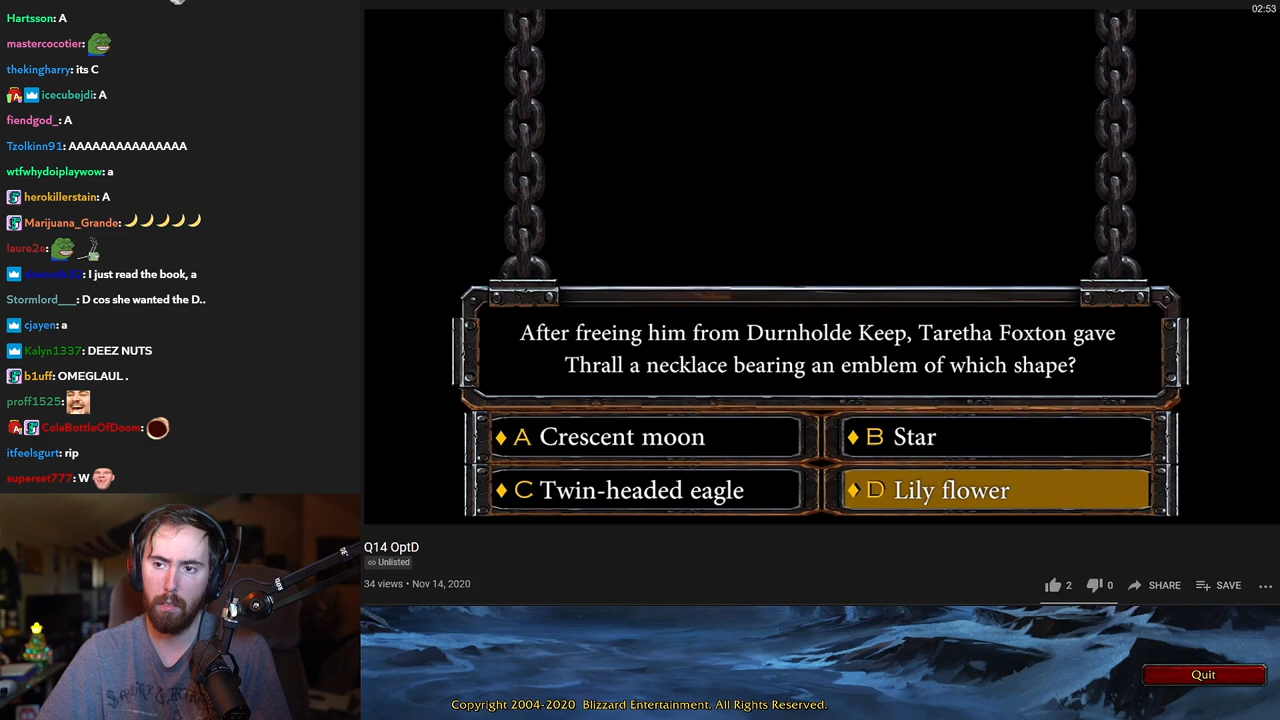 Hartsson: A
mastercocotier:
thekingharry: its C
icecubejdi: A
fiendgod_: A
Tzolkinn91: AAAAAAAAAAAAAAA
wtfwhydoiplaywow: a
herokillerstain: A
Marijuana_Grande:
laure2e:
: I just read the book, a
Stormlord___: D cos she wanted the D..
cjayen: a
Kalyn1337: DEEZ NUTS
b1uff: OMEGLAUL .
proff1525:
ColaBottleOfDoom:
itfeelsgurt: rip
superset777: W
02:53
After freeing him from Durnholde Keep, Taretha Foxton gave
Thrall a necklace bearing an emblem of which shape?
A Crescent moon
B Star
C Twin-headed eagle
D Lily flower
Q14 OptD
Unlisted
34 views • Nov 14, 2020
2
0
SHARE
SAVE
Quit
Copyright 2004-2020 Blizzard Entertainment. All Rights Reserved.